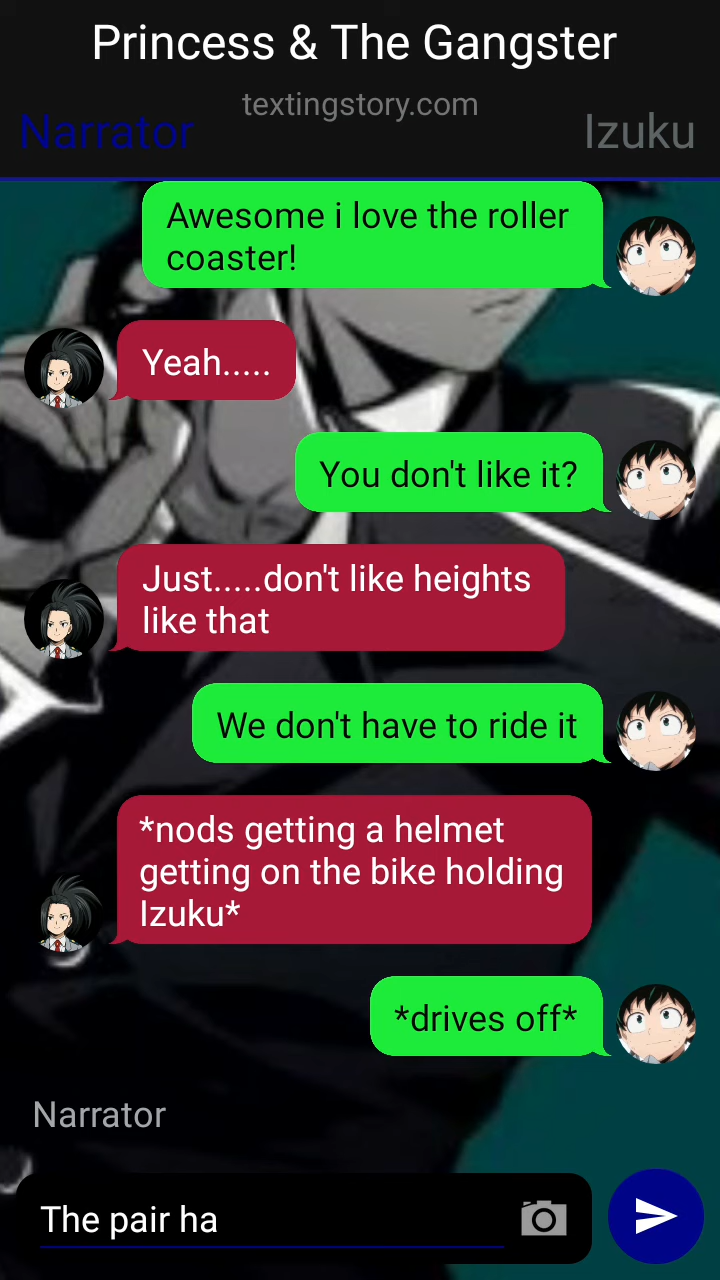 Princess & The Gangster
textingstory.com
Narrator
Izuku
Awesome i love the roller
coaster!
Yeah.....
You don't like it?
Just.....don't like heights
like that
We don't have to ride it
*nods getting a helmet
getting on the bike holding
Izuku*
*drives off*
Narrator
The pair ha